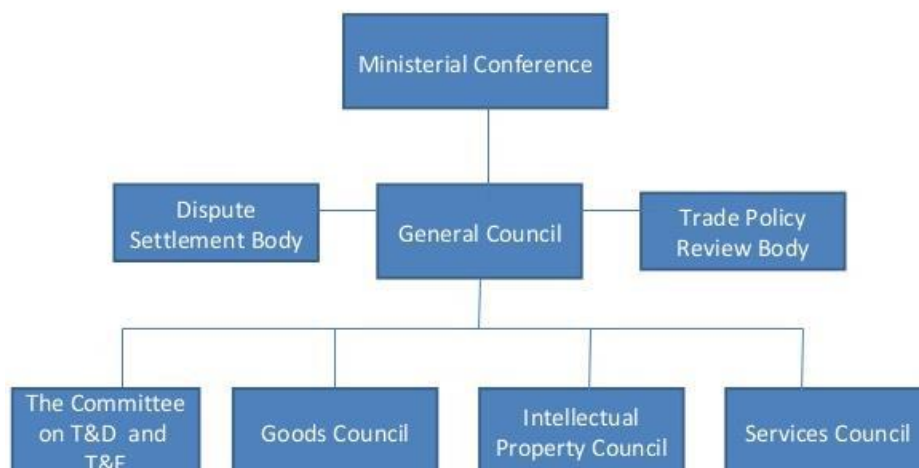 Ministerial Conference
Dispute
Settlement Body
General Council
Trade Policy
Review Body
The Committee
on T&D and
T&E
Goods Council
Intellectual
Property Council
Services Council